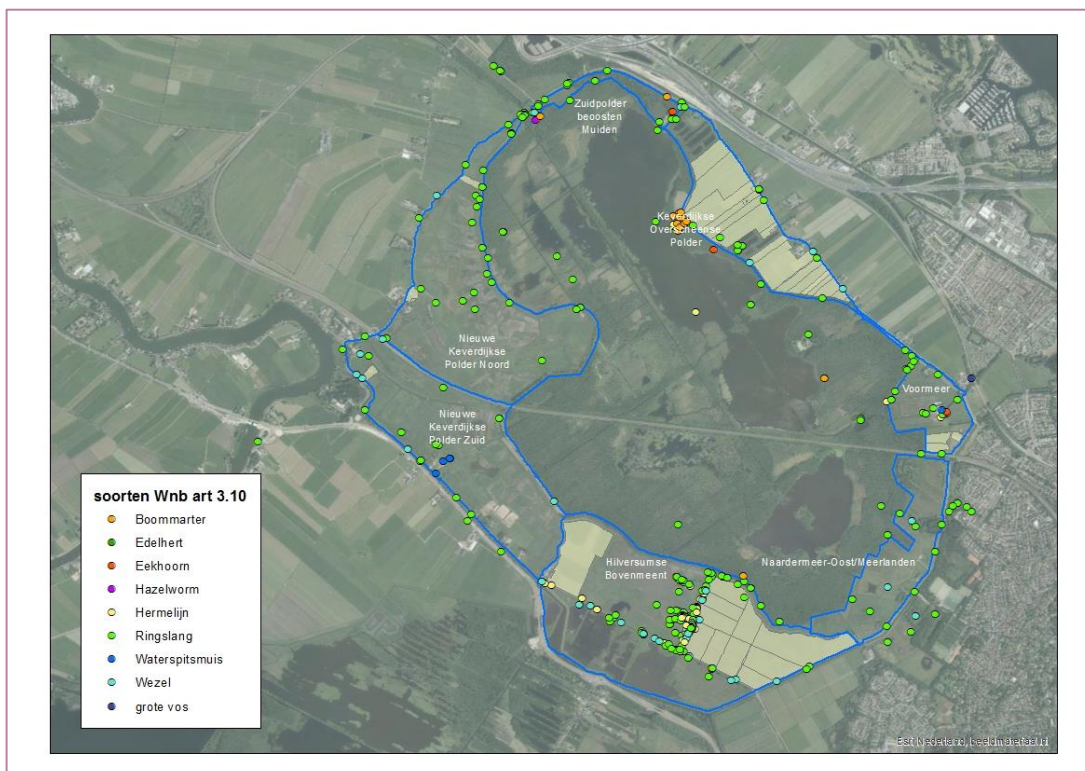 Zuidpolder
beoosten
Muiden
Keverdijkse
Overscheense
Polder
Nieuwe
Keverdijkse
Polder Noord
Voormeer
Nieuwe
Keverdijkse
Polder Zuid
Hilversumse
Bovenmeent
Naardermeer-Oost/Meerlanden
soorten Wnb art 3.10
Boommarter
Edelhert
Eekhoorn
Hazelworm
Hermelijn
Ringslang
Waterspitsmuis
Wezel
grote vos
Esri Nederland, beeldmateriaal.nl